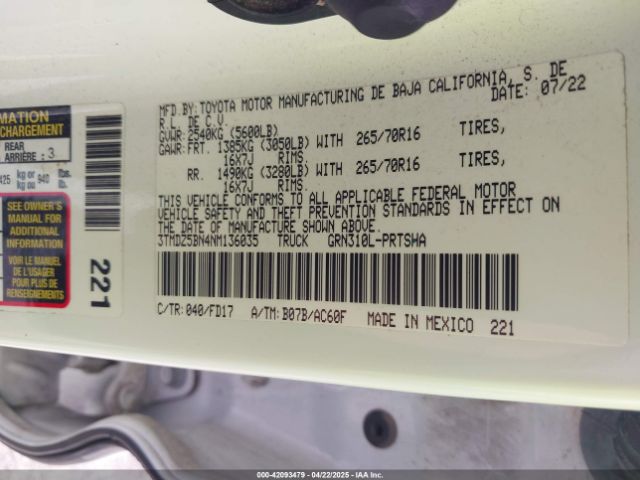 MFD.BY:TOYOTA MOTOR MANUFACTURING DE BAJA CALIFORNIA, S. DE
R.L. DE C.V. DATE: 07/22
GVWR: 2540KG (5600LB)
GAWR: FRT. 1385KG (3050LB) WITH 265/70R16 TIRES,
16X7J RIMS.
RR. 1490KG (3280LB) WITH 265/70R16 TIRES,
16X7J RIMS.
THIS VEHICLE CONFORMS TO ALL APPLICABLE FEDERAL MOTOR
VEHICLE SAFETY AND THEFT PREVENTION STANDARDS IN EFFECT ON
THE DATE OF MANUFACTURE SHOWN ABOVE.
3TMDZ5BN4NM136035 TRUCK GRN310L-PRTSHA
C/TR:040/FD17 A/TM:B07B/AC60F MADE IN MEXICO 221
MATION
CHARGEMENT
REAR
ARRIÈRE : 3
425 kg or kg ou 940 lb. lb.
SEE OWNER'S
MANUAL FOR
ADDITIONAL
INFORMATION
VOIR LE MANUEL
DE L'USAGER
POUR PLUS DE
RENSEIGNEMENTS
221
000-42093479 - 04/22/2025 - IAAI.COM